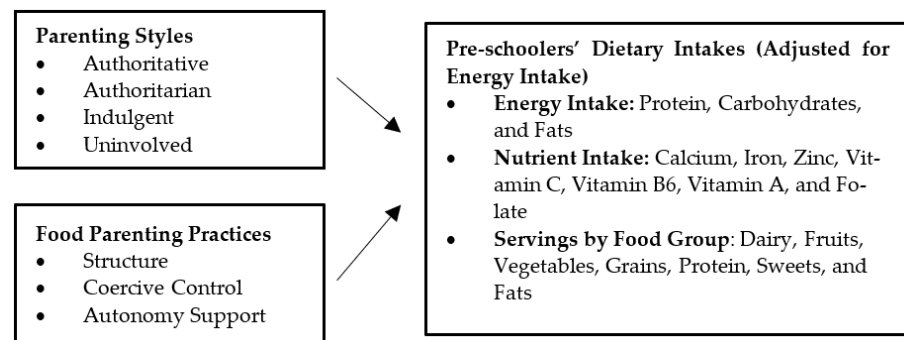 Parenting Styles
• Authoritative
• Authoritarian
• Indulgent
• Uninvolved
Food Parenting Practices
• Structure
• Coercive Control
• Autonomy Support
Pre-schoolers’ Dietary Intakes (Adjusted for
Energy Intake)
• Energy Intake: Protein, Carbohydrates,
and Fats
• Nutrient Intake: Calcium, Iron, Zinc, Vit-
amin C, Vitamin B6, Vitamin A, and Fo-
late
• Servings by Food Group: Dairy, Fruits,
Vegetables, Grains, Protein, Sweets, and
Fats